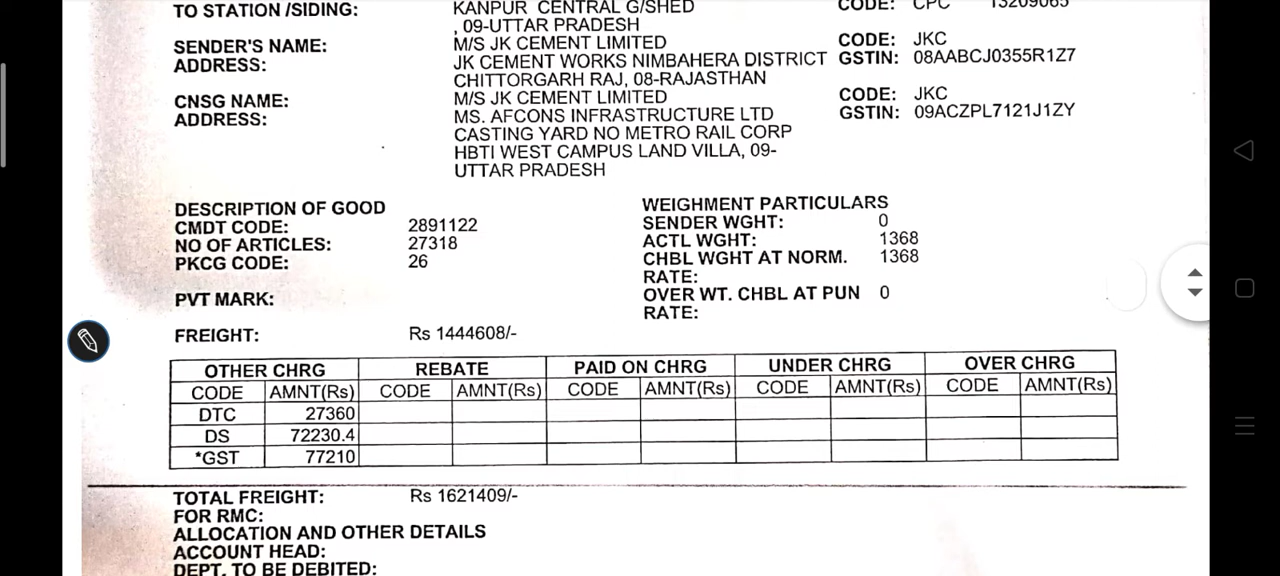 TO STATION /SIDING: KANPUR CENTRAL G/SHED CODE: CPC 13209065
, 09-UTTAR PRADESH
SENDER'S NAME: M/S JK CEMENT LIMITED CODE: JKC
ADDRESS: JK CEMENT WORKS NIMBAHERA DISTRICT GSTIN: 08AABCJ0355R1Z7
CHITTORGARH RAJ, 08-RAJASTHAN
CNSG NAME: M/S JK CEMENT LIMITED CODE: JKC
ADDRESS: MS. AFCONS INFRASTRUCTURE LTD GSTIN: 09ACZPL7121J1ZY
CASTING YARD NO METRO RAIL CORP
HBTI WEST CAMPUS LAND VILLA, 09-
UTTAR PRADESH
DESCRIPTION OF GOOD WEIGHMENT PARTICULARS
CMDT CODE: 2891122 SENDER WGHT: 0
NO OF ARTICLES: 27318 ACTL WGHT: 1368
PKCG CODE: 26 CHBL WGHT AT NORM. 1368
RATE:
PVT MARK: OVER WT. CHBL AT PUN 0
RATE:
FREIGHT: Rs 1444608/-
OTHER CHRG REBATE PAID ON CHRG UNDER CHRG OVER CHRG
CODE AMNT(Rs) CODE AMNT(Rs) CODE AMNT(Rs) CODE AMNT(Rs) CODE AMNT(Rs)
DTC 27360
DS 72230.4
*GST 77210
TOTAL FREIGHT: Rs 1621409/-
FOR RMC:
ALLOCATION AND OTHER DETAILS
ACCOUNT HEAD:
DEPT. TO BE DEBITED: